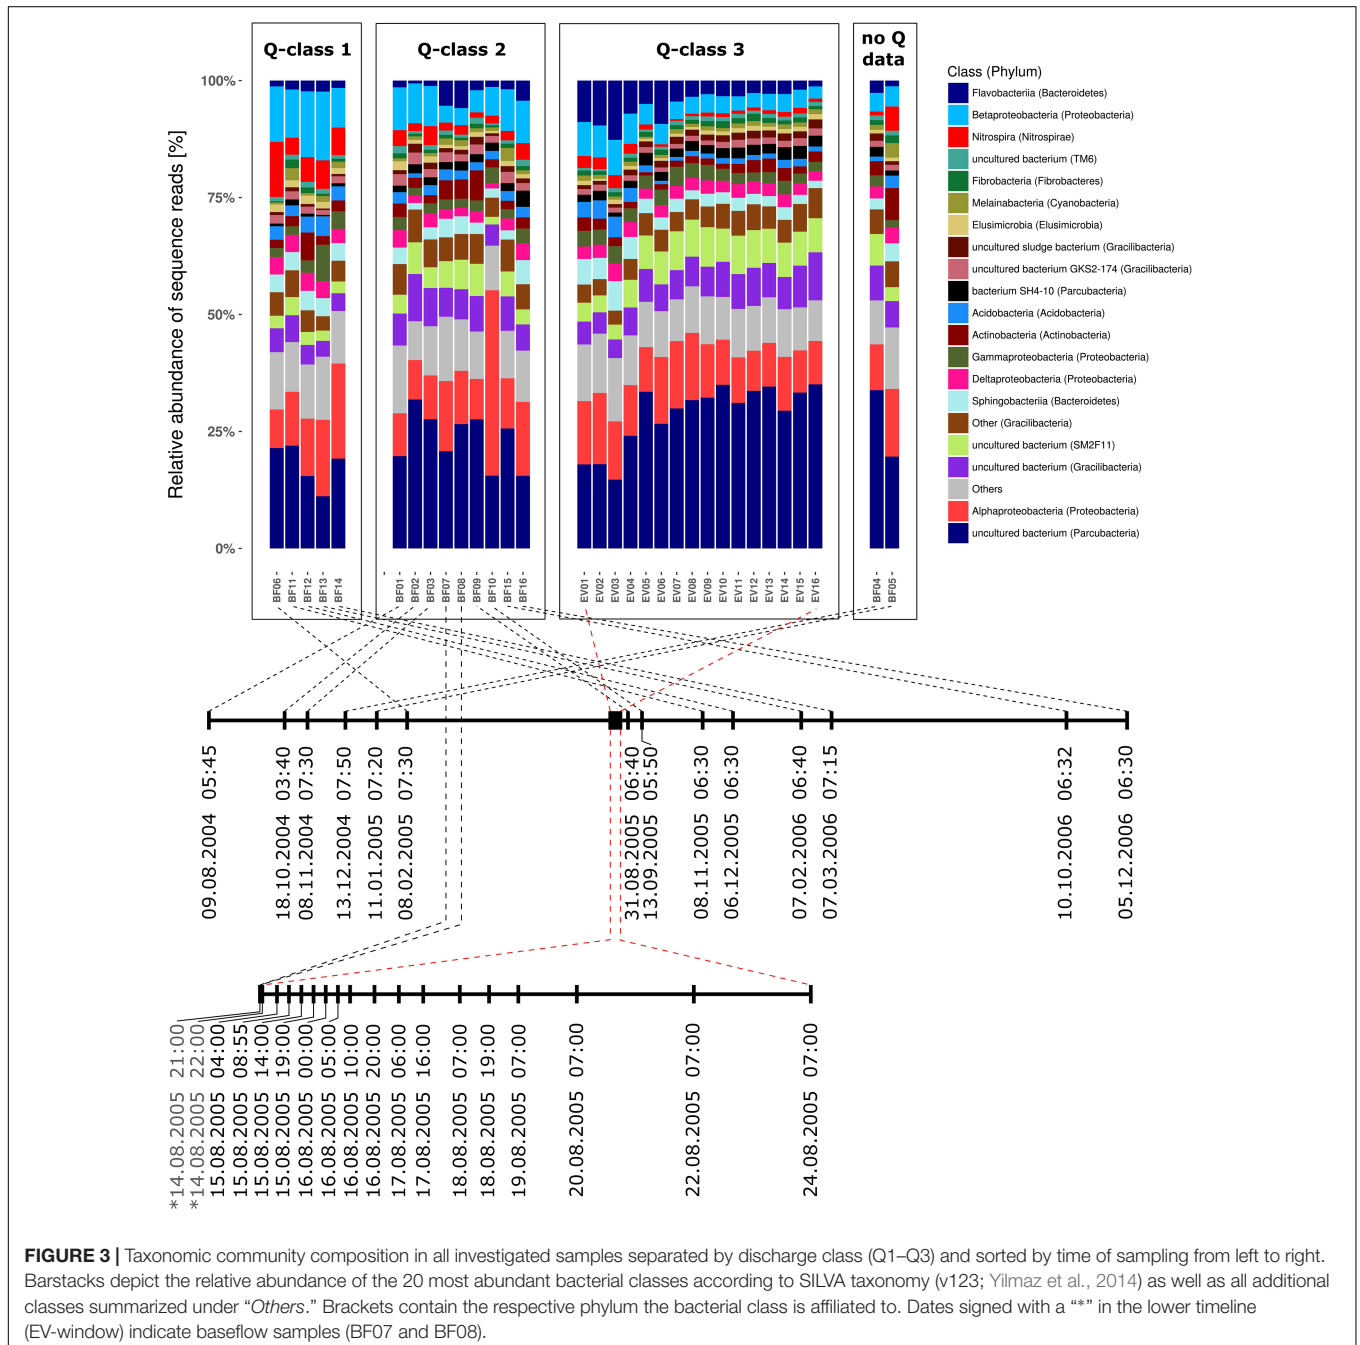 Q-class 1
Q-class 2
Q-class 3
no Q
data
Relative abundance of sequence reads [%]
100%
75%
50%
25%
0%
BF06
BF11
BF12
BF13
BF14
BF01
BF02
BF03
BF07
BF08
BF09
BF10
BF15
BF16
EV01
EV02
EV03
EV04
EV05
EV06
EV07
EV08
EV09
EV10
EV11
EV12
EV13
EV14
EV15
EV16
BF04
BF05
Class (Phylum)
Flavobacteriia (Bacteroidetes)
Betaproteobacteria (Proteobacteria)
Nitrospira (Nitrospirae)
uncultured bacterium (TM6)
Fibrobacteria (Fibrobacteres)
Melainabacteria (Cyanobacteria)
Elusimicrobia (Elusimicrobia)
uncultured sludge bacterium (Gracilibacteria)
uncultured bacterium GKS2-174 (Gracilibacteria)
bacterium SH4-10 (Parcubacteria)
Acidobacteria (Acidobacteria)
Actinobacteria (Actinobacteria)
Gammaproteobacteria (Proteobacteria)
Deltaproteobacteria (Proteobacteria)
Sphingobacteriia (Bacteroidetes)
Other (Gracilibacteria)
uncultured bacterium (SM2F11)
uncultured bacterium (Gracilibacteria)
Others
Alphaproteobacteria (Proteobacteria)
uncultured bacterium (Parcubacteria)
09.08.2004 05:45
18.10.2004 03:40
08.11.2004 07:30
13.12.2004 07:50
11.01.2005 07:20
08.02.2005 07:30
31.08.2005 06:40
13.09.2005 05:50
08.11.2005 06:30
06.12.2005 06:30
07.02.2006 06:40
07.03.2006 07:15
10.10.2006 06:32
05.12.2006 06:30
*14.08.2005 21:00
*14.08.2005 22:00
15.08.2005 04:00
15.08.2005 08:55
15.08.2005 14:00
15.08.2005 19:00
16.08.2005 00:00
16.08.2005 05:00
16.08.2005 10:00
16.08.2005 20:00
17.08.2005 06:00
17.08.2005 16:00
18.08.2005 07:00
18.08.2005 19:00
19.08.2005 07:00
20.08.2005 07:00
22.08.2005 07:00
24.08.2005 07:00
FIGURE 3 | Taxonomic community composition in all investigated samples separated by discharge class (Q1–Q3) and sorted by time of sampling from left to right.
Barstacks depict the relative abundance of the 20 most abundant bacterial classes according to SILVA taxonomy (v123; Yilmaz et al., 2014) as well as all additional
classes summarized under “Others.” Brackets contain the respective phylum the bacterial class is affiliated to. Dates signed with a “*” in the lower timeline
(EV-window) indicate baseflow samples (BF07 and BF08).